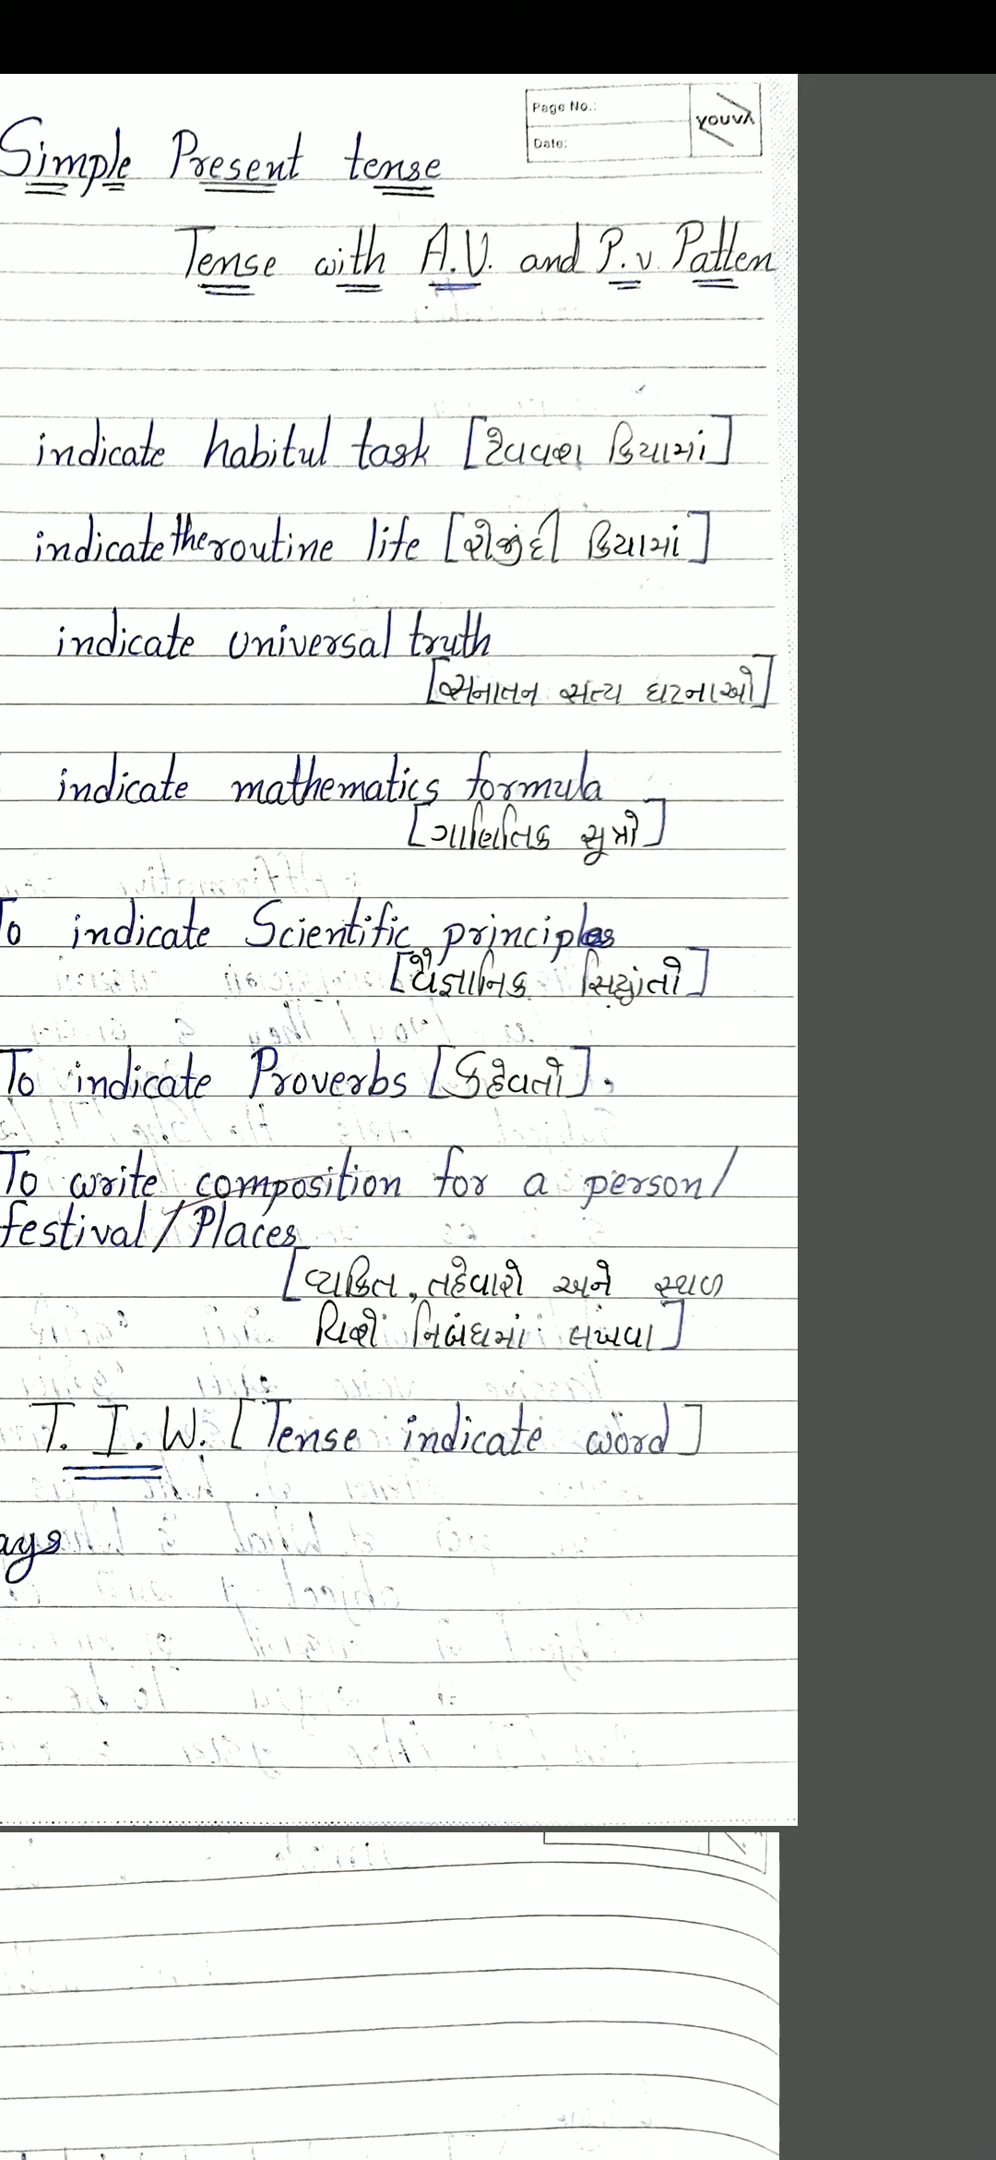 Page No.:
Date:
YOUVA
Simple Present tense
Tense with A.V. and P.v. Patten
indicate habitul task [ટેવવશ ક્રિયામાં]
indicate the routine life [રોજીંદી ક્રિયામાં]
indicate universal truth
[સનાતન સત્ય ઘટનાઓ]
indicate mathematics formula
[ગાણિતિક સુત્રો]
To indicate Scientific principles
[વૈજ્ઞાનિક સિદ્ધાંતો]
To indicate Proverbs [કહેવતો].
To write composition for a person/
festival / Places
[વ્યક્તિ, તહેવારો અને સ્થળ
વિશે નિબંધમાં લખવા]
T. I. W. [Tense indicate word]
ays